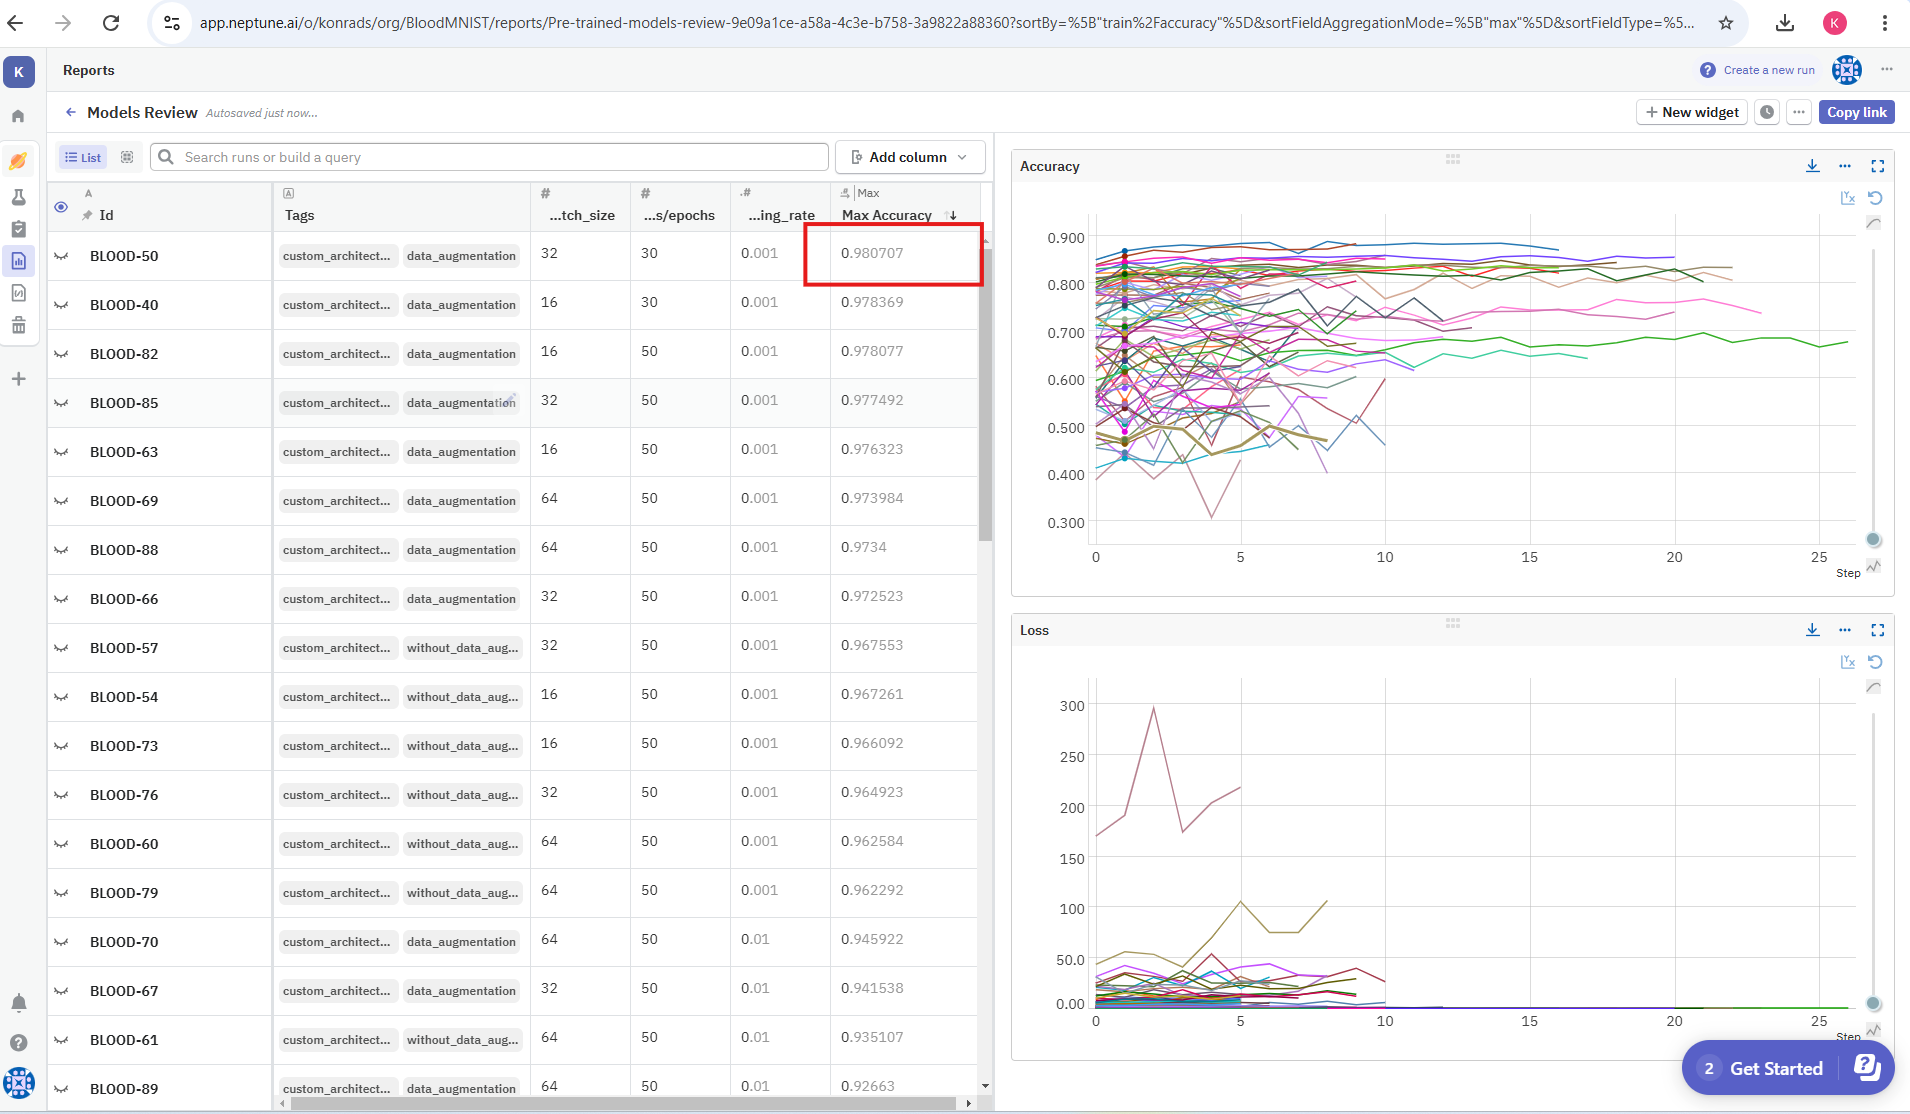 app.neptune.ai/o/konrads/org/BloodMNIST/reports/Pre-trained-models-review-9e09a1ce-a58a-4c3e-b758-3a9822a88360?sortBy=%5B"train%2Faccuracy"%5D&sortFieldAggregationMode=%5B"max"%5D&sortFieldType=%5...
K
K
Reports
? Create a new run
Models Review Autosaved just now...
+ New widget
Copy link
List
Search runs or build a query
Add column
A Id
A Tags
# ...tch_size
# ...s/epochs
.# ...ing_rate
Max
Max Accuracy
BLOOD-50 custom_architect... data_augmentation 32 30 0.001 0.980707
BLOOD-40 custom_architect... data_augmentation 16 30 0.001 0.978369
BLOOD-82 custom_architect... data_augmentation 16 50 0.001 0.978077
BLOOD-85 custom_architect... data_augmentation 32 50 0.001 0.977492
BLOOD-63 custom_architect... data_augmentation 16 50 0.001 0.976323
BLOOD-69 custom_architect... data_augmentation 64 50 0.001 0.973984
BLOOD-88 custom_architect... data_augmentation 64 50 0.001 0.9734
BLOOD-66 custom_architect... data_augmentation 32 50 0.001 0.972523
BLOOD-57 custom_architect... without_data_aug... 32 50 0.001 0.967553
BLOOD-54 custom_architect... without_data_aug... 16 50 0.001 0.967261
BLOOD-73 custom_architect... without_data_aug... 16 50 0.001 0.966092
BLOOD-76 custom_architect... without_data_aug... 32 50 0.001 0.964923
BLOOD-60 custom_architect... without_data_aug... 64 50 0.001 0.962584
BLOOD-79 custom_architect... without_data_aug... 64 50 0.001 0.962292
BLOOD-70 custom_architect... data_augmentation 64 50 0.01 0.945922
BLOOD-67 custom_architect... data_augmentation 32 50 0.01 0.941538
BLOOD-61 custom_architect... without_data_aug... 64 50 0.01 0.935107
BLOOD-89 custom_architect... data_augmentation 64 50 0.01 0.92663
Accuracy
0.900
0.800
0.700
0.600
0.500
0.400
0.300
0 5 10 15 20 25
Step
Loss
300
250
200
150
100
50.0
0.00
0 5 10 15 20 25
Step
2 Get Started